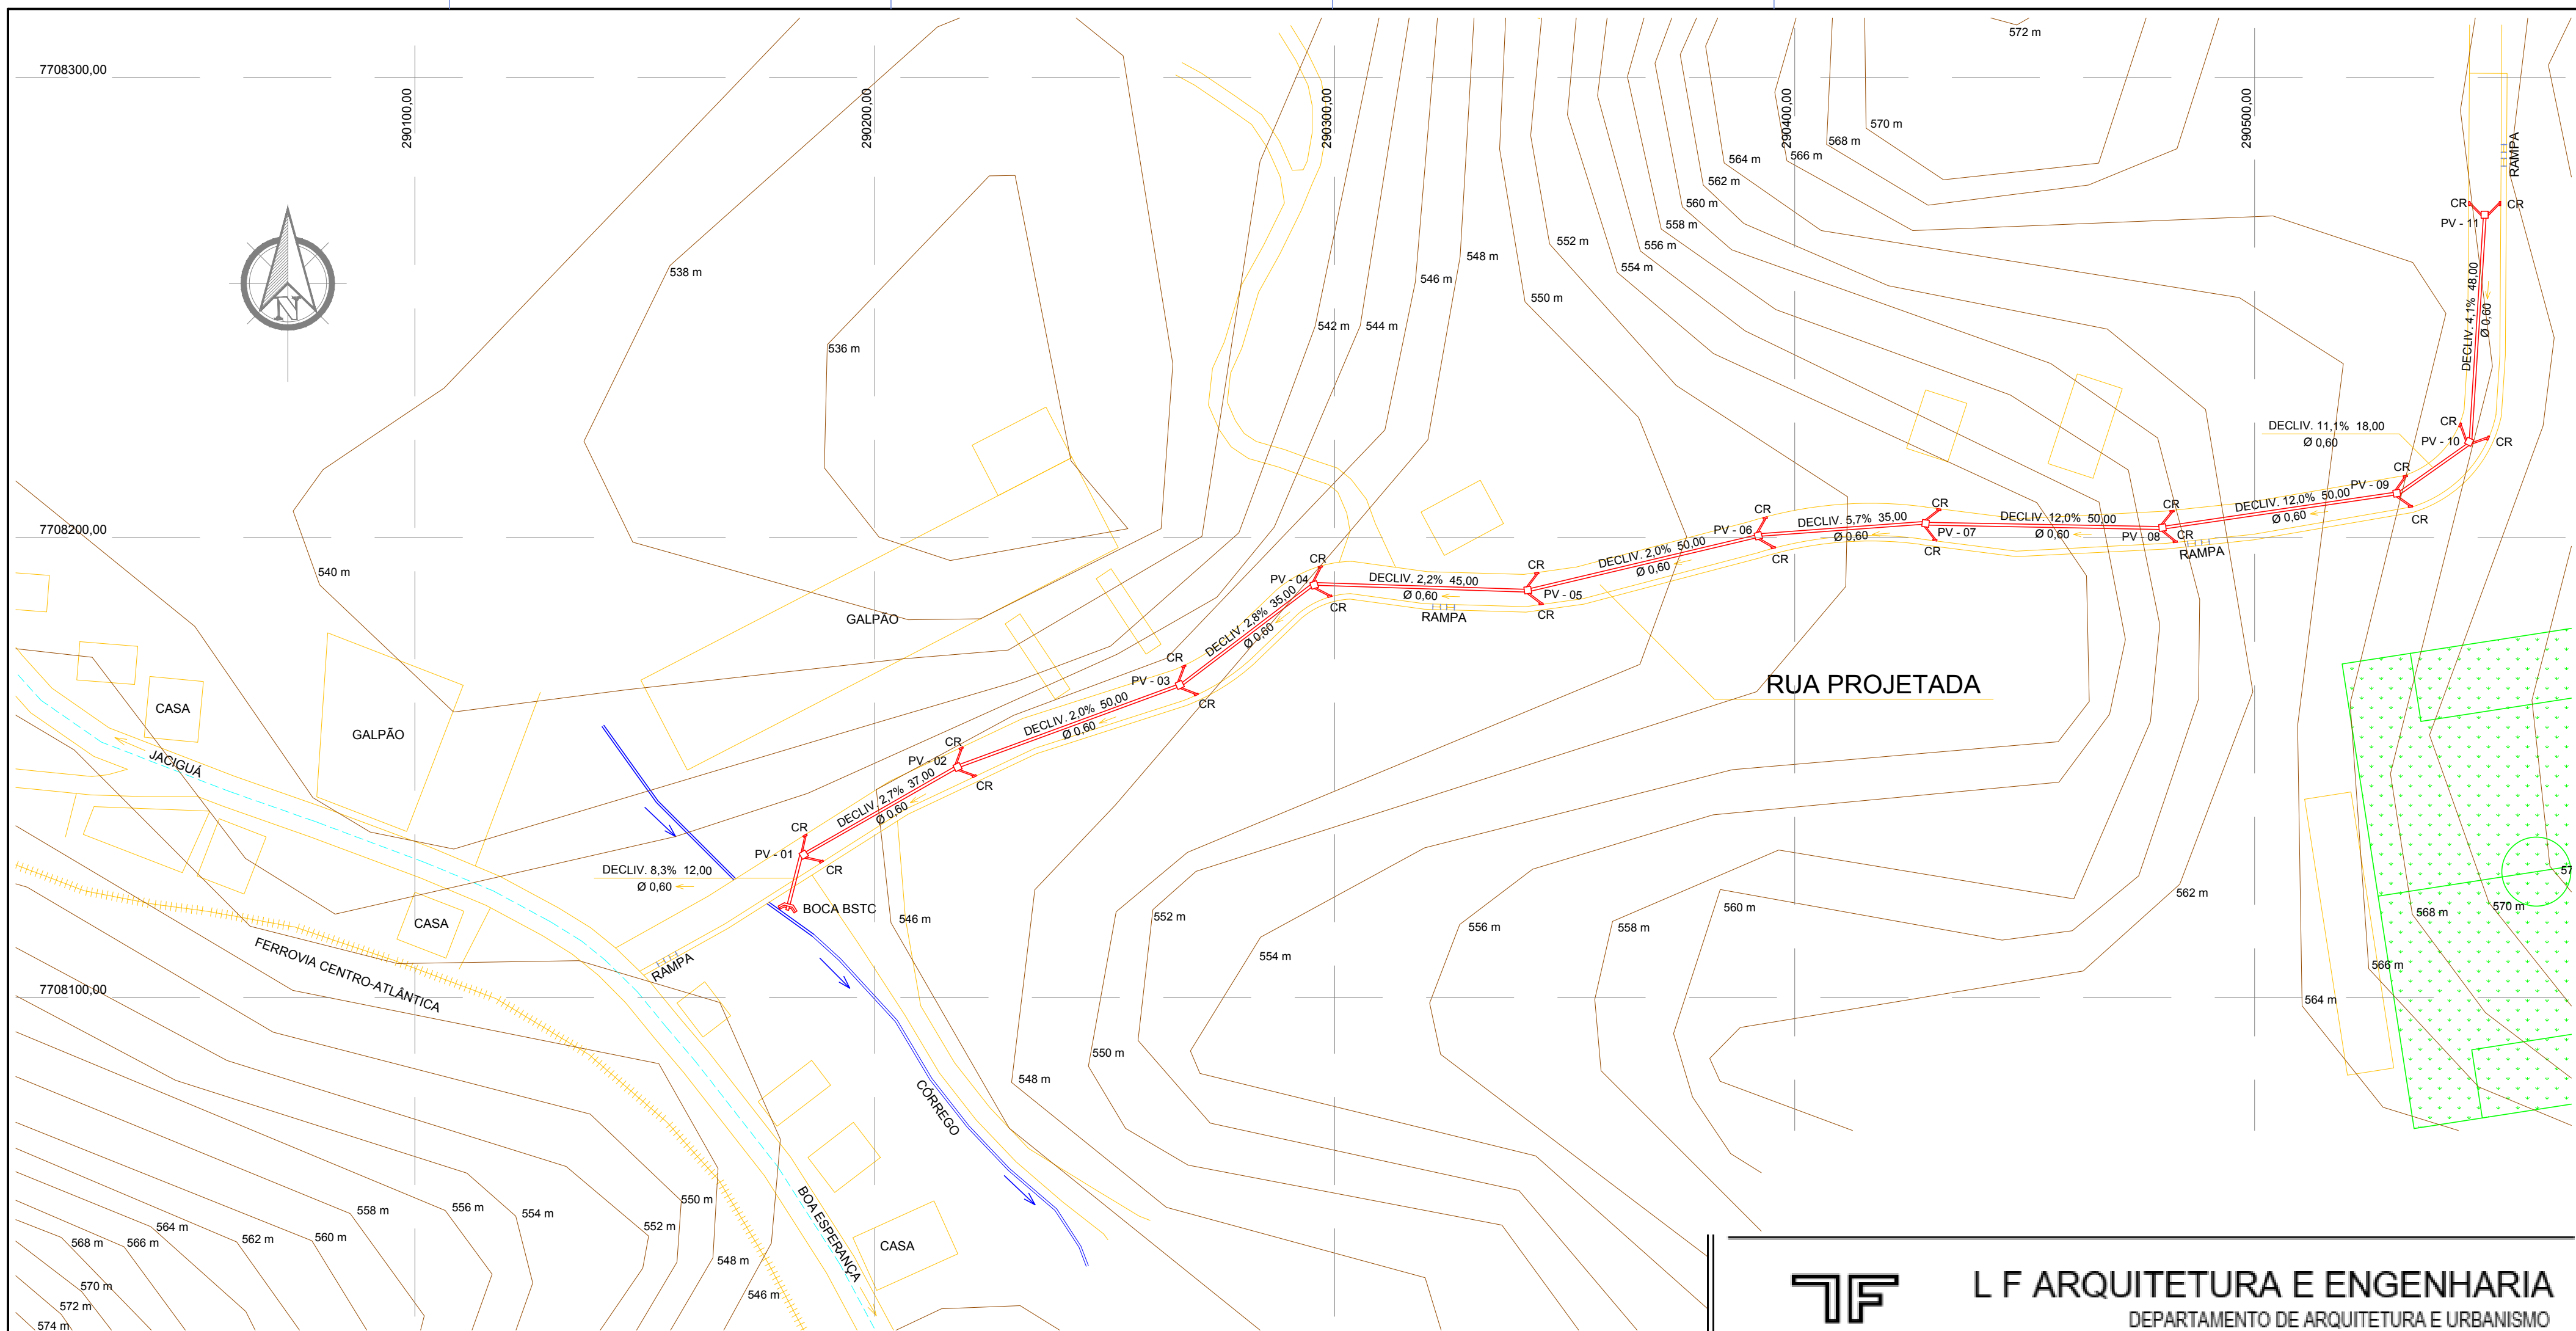 572 m
7708300,00
290100,00
290200,00
290300,00
290400,00
290500,00
570 m
568 m
566 m
564 m
562 m
560 m
558 m
556 m
554 m
552 m
550 m
548 m
546 m
544 m
542 m
538 m
536 m
540 m
N
RAMPA
CR
CR
PV - 11
DECLIV. 4,1% 48,00
Ø 0,60
DECLIV. 11,1% 18,00
Ø 0,60
CR
PV - 10
CR
CR
PV - 09
CR
DECLIV. 12,0% 50,00
Ø 0,60
CR
PV - 08
CR
RAMPA
DECLIV. 12,0% 50,00
Ø 0,60
CR
PV - 07
CR
DECLIV. 5,7% 35,00
Ø 0,60
CR
PV - 06
CR
DECLIV. 2,0% 50,00
Ø 0,60
CR
PV - 05
CR
DECLIV. 2,2% 45,00
Ø 0,60
RAMPA
CR
PV - 04
CR
DECLIV. 2,8% 35,00
Ø 0,60
CR
PV - 03
CR
DECLIV. 2,0% 50,00
Ø 0,60
CR
PV - 02
CR
DECLIV. 2,7% 37,00
Ø 0,60
CR
PV - 01
CR
DECLIV. 8,3% 12,00
Ø 0,60
BOCA BSTC
RAMPA
7708200,00
GALPÃO
RUA PROJETADA
CASA
GALPÃO
JACIGUÁ
CASA
FERROVIA CENTRO-ATLÂNTICA
7708100,00
CÓRREGO
BOA ESPERANÇA
CASA
546 m
548 m
550 m
552 m
554 m
556 m
558 m
560 m
562 m
564 m
566 m
568 m
570 m
57
550 m
548 m
546 m
552 m
554 m
556 m
558 m
560 m
562 m
564 m
566 m
568 m
570 m
572 m
574 m
L F ARQUITETURA E ENGENHARIA
DEPARTAMENTO DE ARQUITETURA E URBANISMO